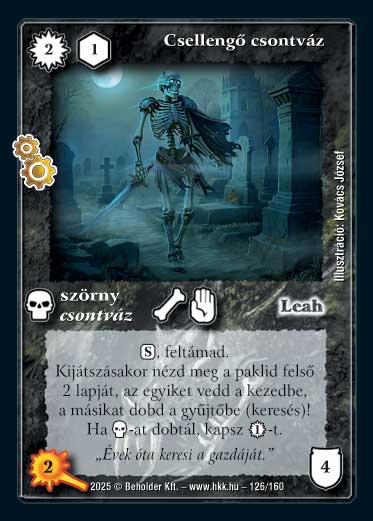 2
1
Csellengő csontváz
Illusztráció: Kovács József
szörny
csontváz
Leah
S, feltámad.
Kijátszásakor nézd meg a paklid felső
2 lapját, az egyiket vedd a kezedbe,
a másikat dobd a gyűjtőbe (keresés)!
Ha -at dobtál, kapsz 1-t.
„Évek óta keresi a gazdáját.”
2
4
2025 © Beholder Kft. – www.hkk.hu – 126/160